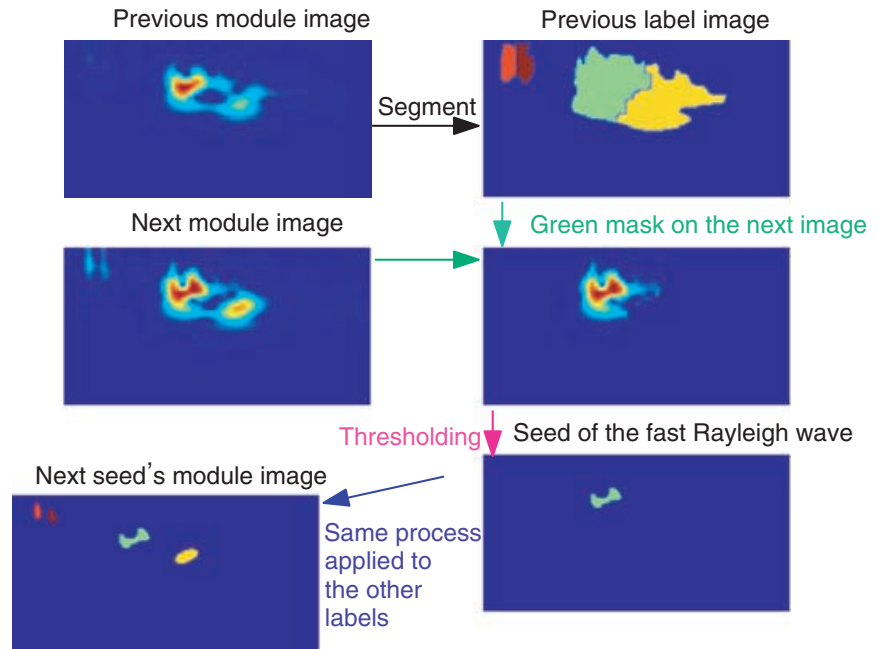 Previous module image
Previous label image
Segment
Next module image
Green mask on the next image
Thresholding
Seed of the fast Rayleigh wave
Next seed's module image
Same process
applied to
the other
labels